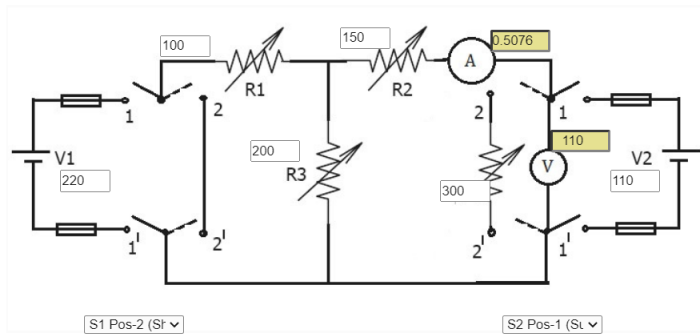 100
150
0.5076
A
R1
R2
1
2
2
1
V1
220
200
R3
300
110
V
V2
110
1'
2'
2'
1'
S1 Pos-2 (Sh
S2 Pos-1 (Su